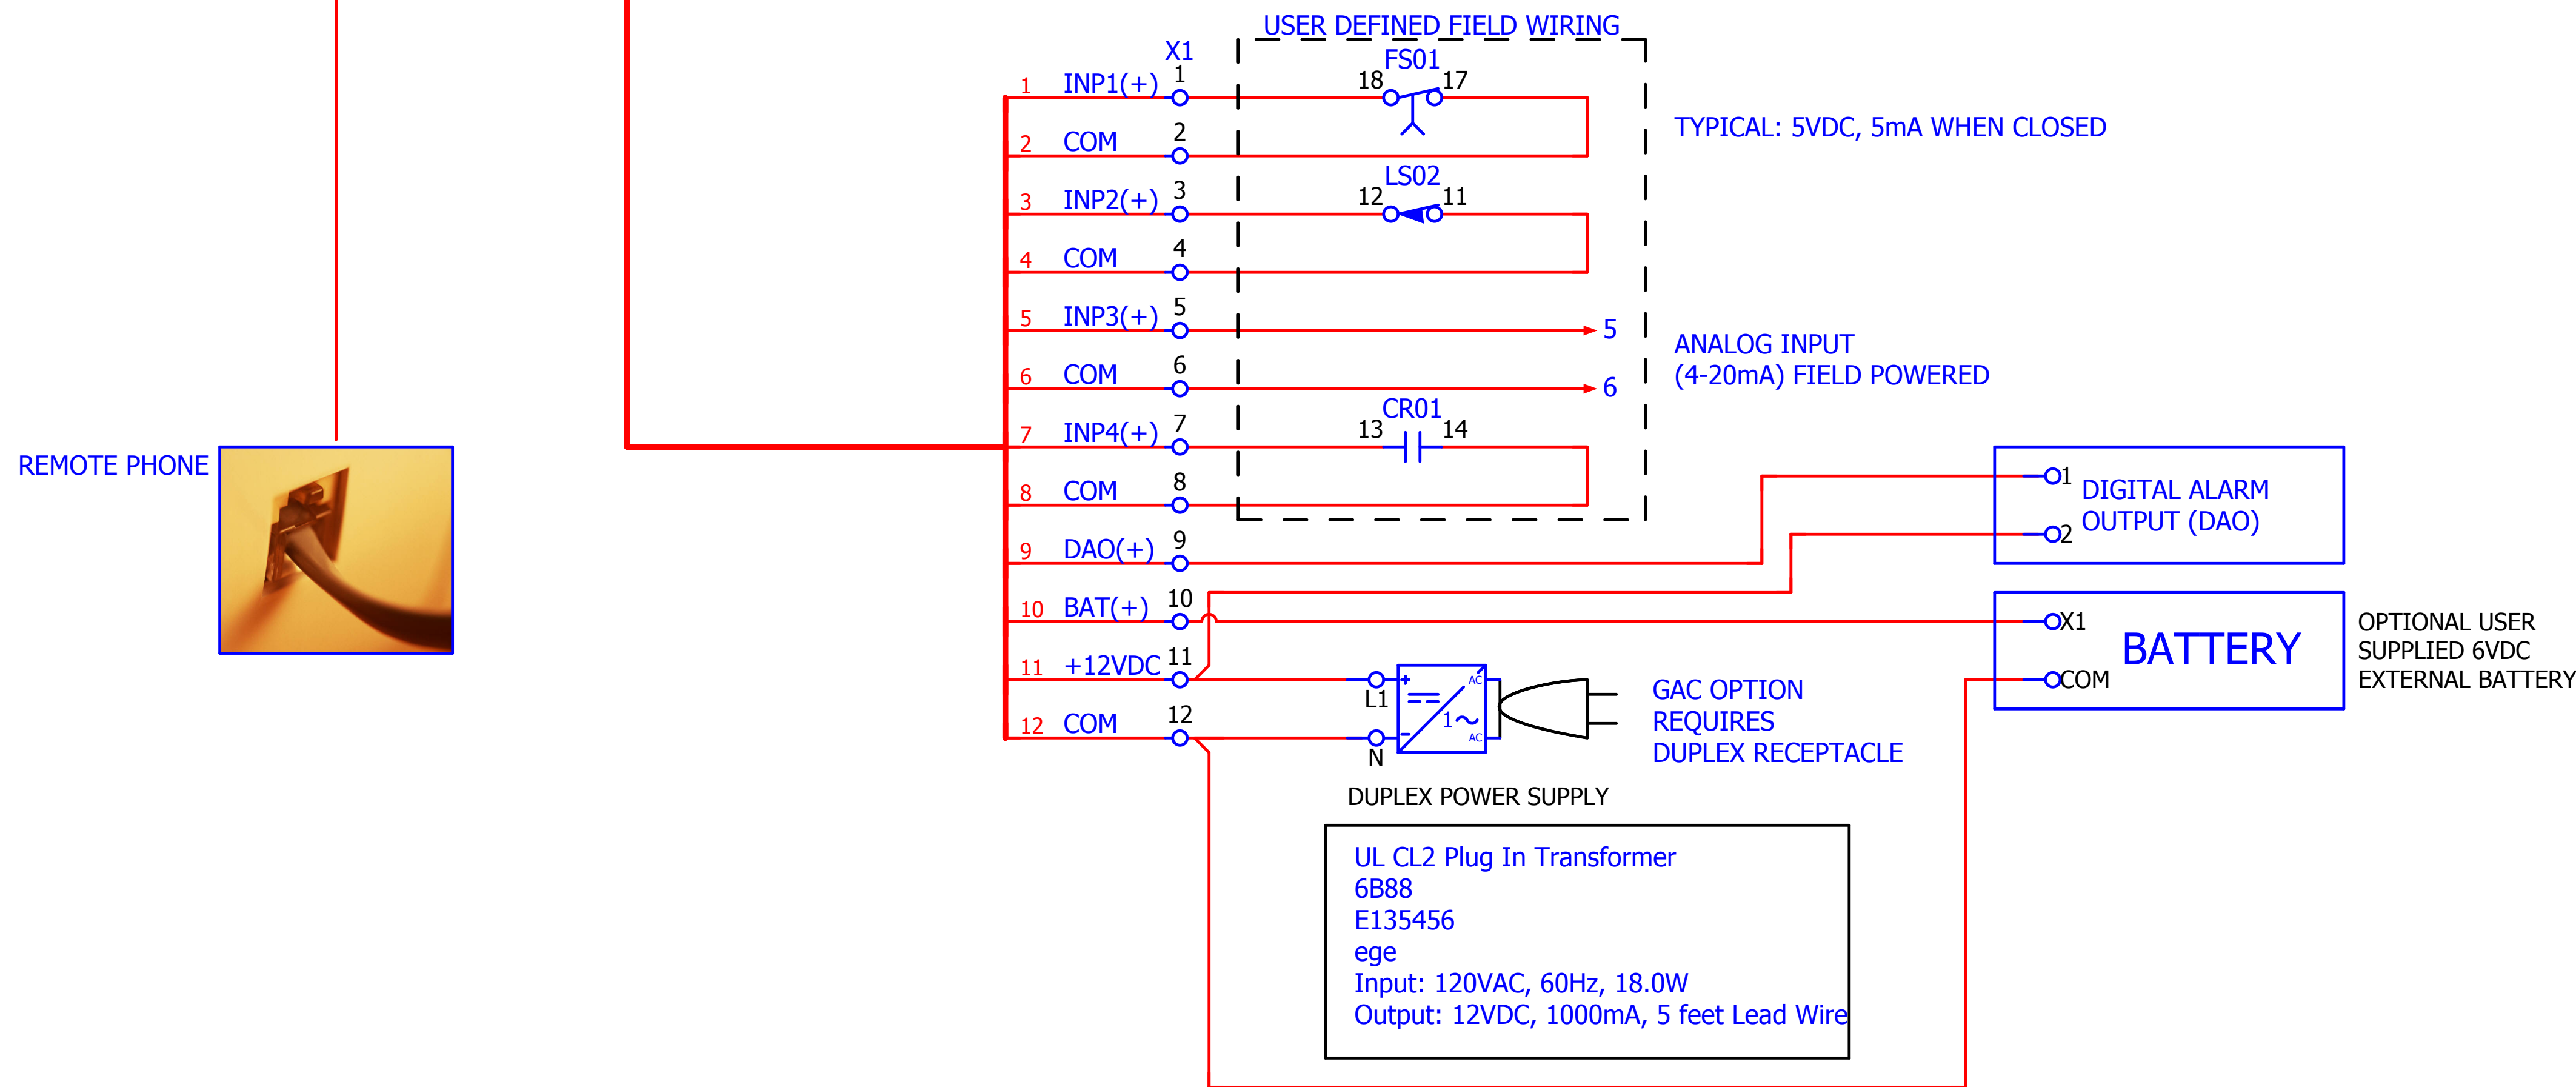 USER DEFINED FIELD WIRING
X1
FS01
1 INP1(+) 1 18 17
TYPICAL: 5VDC, 5mA WHEN CLOSED
2 COM 2
LS02
3 INP2(+) 3 12 11
4 COM 4
5 INP3(+) 5 5
ANALOG INPUT
(4-20mA) FIELD POWERED
6 COM 6 6
CR01
7 INP4(+) 7 13 14
REMOTE PHONE
8 COM 8
1
DIGITAL ALARM
OUTPUT (DAO)
2
9 DAO(+) 9
10 BAT(+) 10
X1
BATTERY
COM
OPTIONAL USER
SUPPLIED 6VDC
EXTERNAL BATTERY
11 +12VDC 11
L1
+ AC
1
- AC
GAC OPTION
REQUIRES
DUPLEX RECEPTACLE
12 COM 12
N
DUPLEX POWER SUPPLY
UL CL2 Plug In Transformer
6B88
E135456
ege
Input: 120VAC, 60Hz, 18.0W
Output: 12VDC, 1000mA, 5 feet Lead Wire